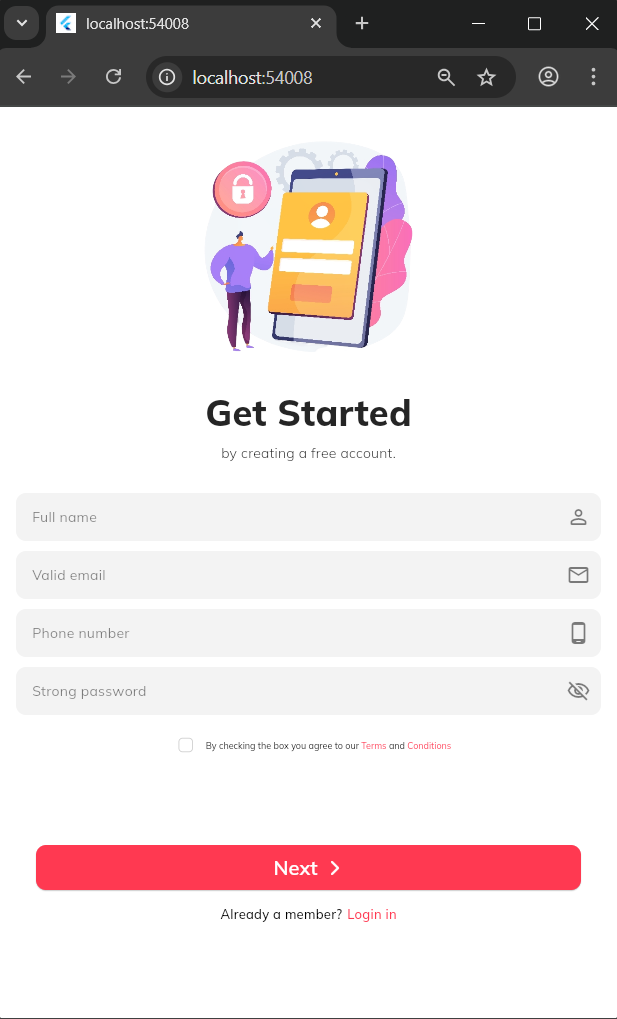 localhost:54008
localhost:54008
Get Started
by creating a free account.
Full name
Valid email
Phone number
Strong password
By checking the box you agree to our Terms and Conditions
Next
Already a member? Login in